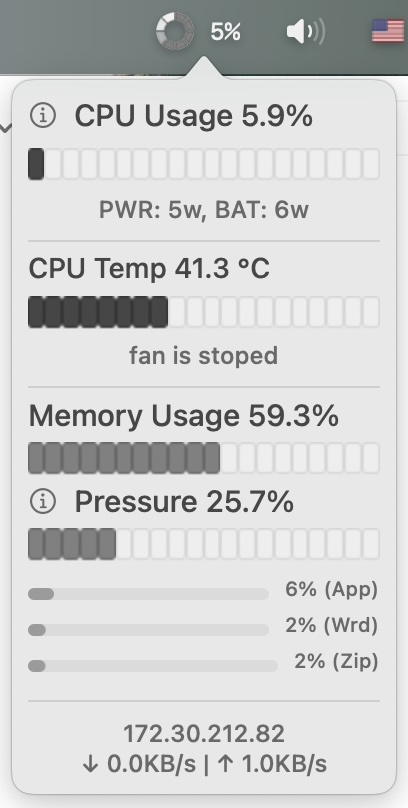 5%
CPU Usage 5.9%
PWR: 5w, BAT: 6w
CPU Temp 41.3 °C
fan is stoped
Memory Usage 59.3%
Pressure 25.7%
6% (App)
2% (Wrd)
2% (Zip)
172.30.212.82
↓ 0.0KB/s | ↑ 1.0KB/s